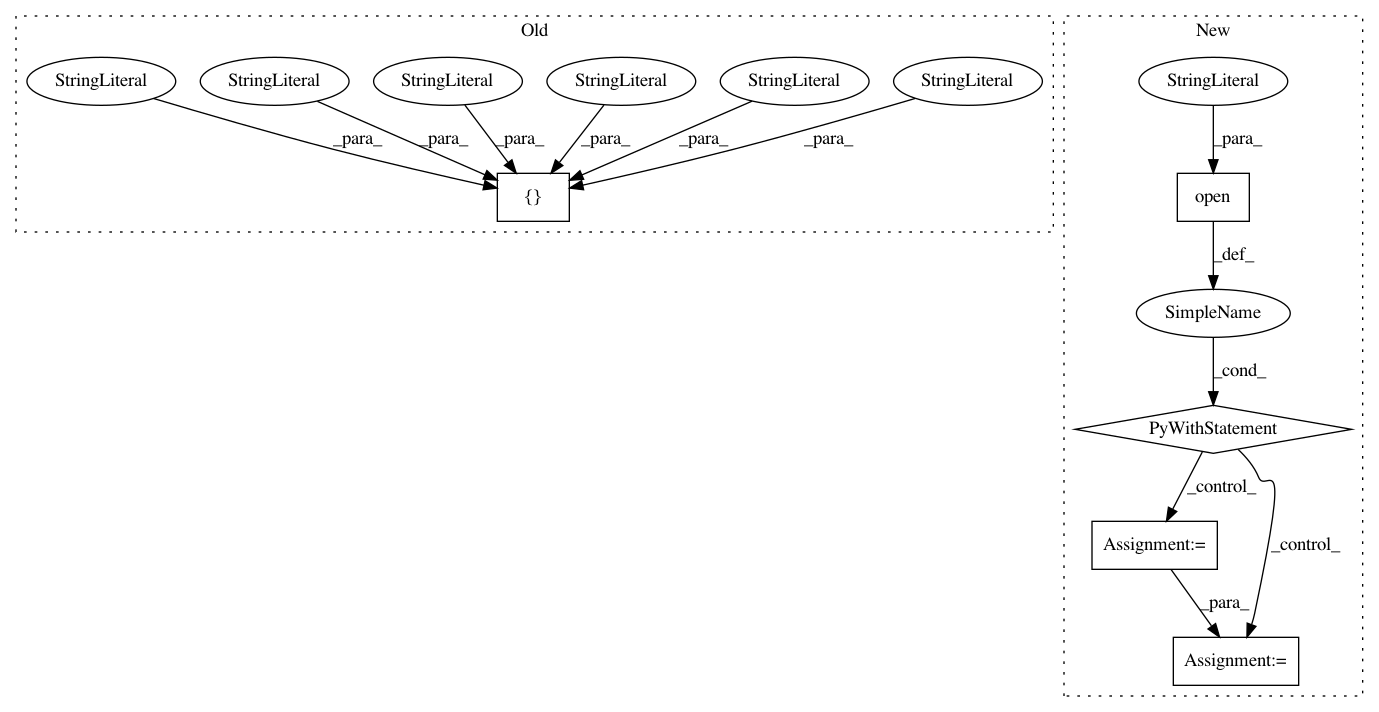 Old
New
StringLiteral StringLiteral StringLiteral StringLiteral StringLiteral StringLiteral
StringLiteral
_para_ _para_ _para_ _para_ _para_ _para_
_para_
{}
open
_def_
SimpleName
_cond_
PyWithStatement
_control_
Assignment:=
_control_
_para_
Assignment:=